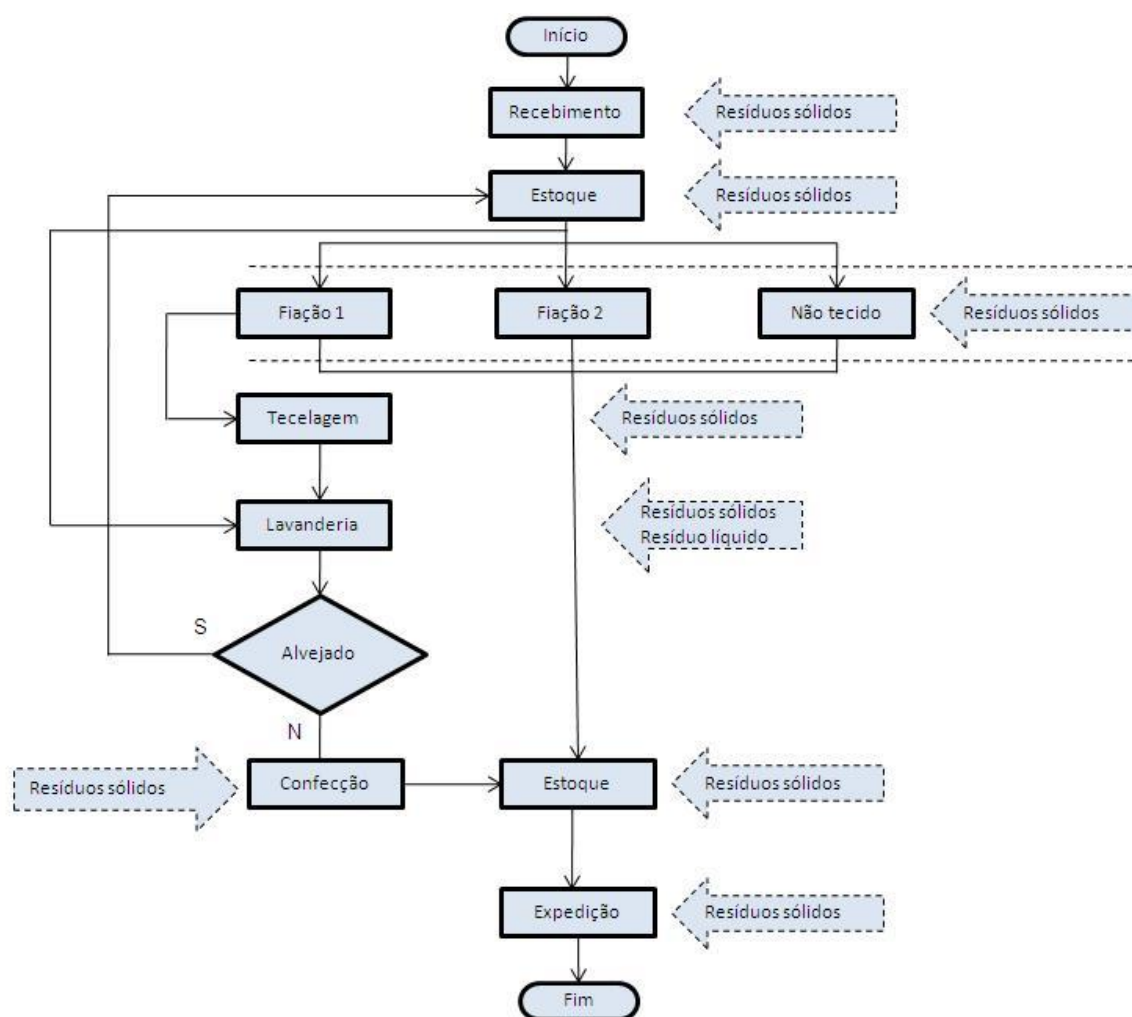 Início
Recebimento
Resíduos sólidos
Estoque
Resíduos sólidos
Fiação 1
Fiação 2
Não tecido
Resíduos sólidos
Tecelagem
Resíduos sólidos
Lavanderia
Resíduos sólidos
Resíduo líquido
S
Alvejado
N
Resíduos sólidos
Confecção
Estoque
Resíduos sólidos
Expedição
Resíduos sólidos
Fim